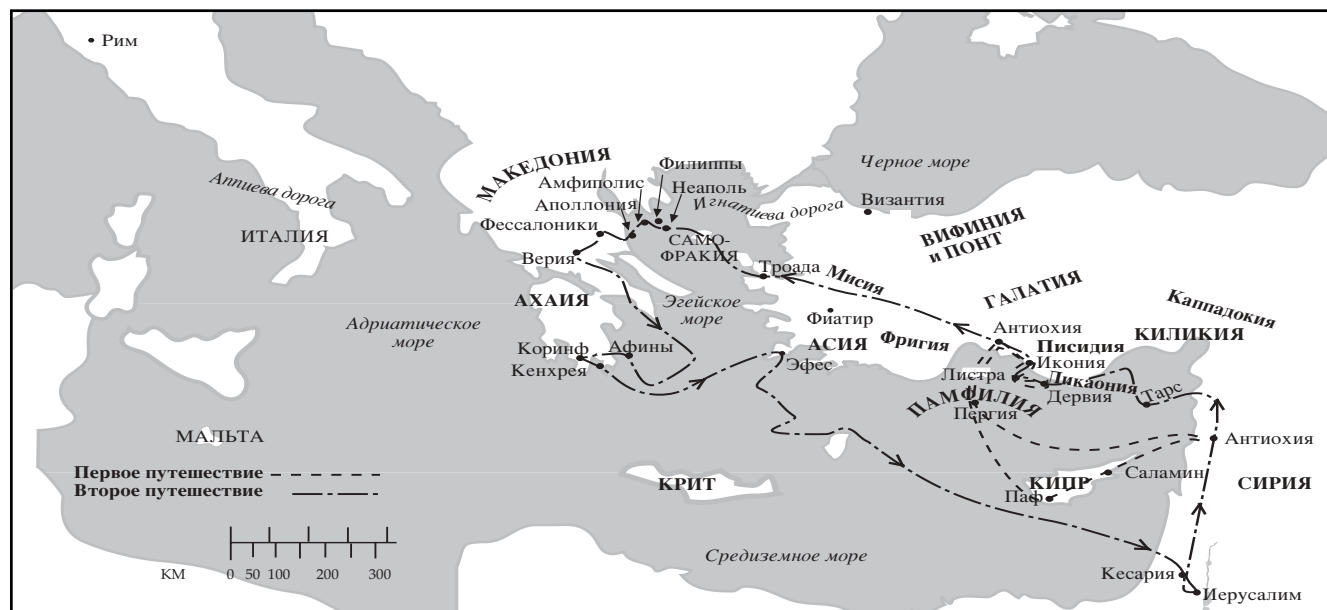 Рим
Аппиева дорога
ИТАЛИЯ
МАКЕДОНИЯ
Филиппы
Амфиполис
Неаполь
Аполлония
Игнатиева дорога
Фессалоники
Верия
САМО-
ФРАКИЯ
Черное море
Византия
ВИФИНИЯ
и ПОНТ
Троада
Мисия
ГАЛАТИЯ
Каппадокия
АХАИЯ
Эгейское
море
Фиатир
АСИЯ
Фригия
Антиохия
Писидия
КИЛИКИЯ
Адриатическое
море
Коринф
Афины
Кенхрея
Эфес
Икония
Листра
Ликаония
Дервия
Тарс
ПАМФИЛИЯ
Пергия
МАЛЬТА
Антиохия
Первое путешествие
Второе путешествие
КРИТ
КИПР
Саламин
Паф
СИРИЯ
Средиземное море
Кесария
Иерусалим
КМ
0 50 100 200 300